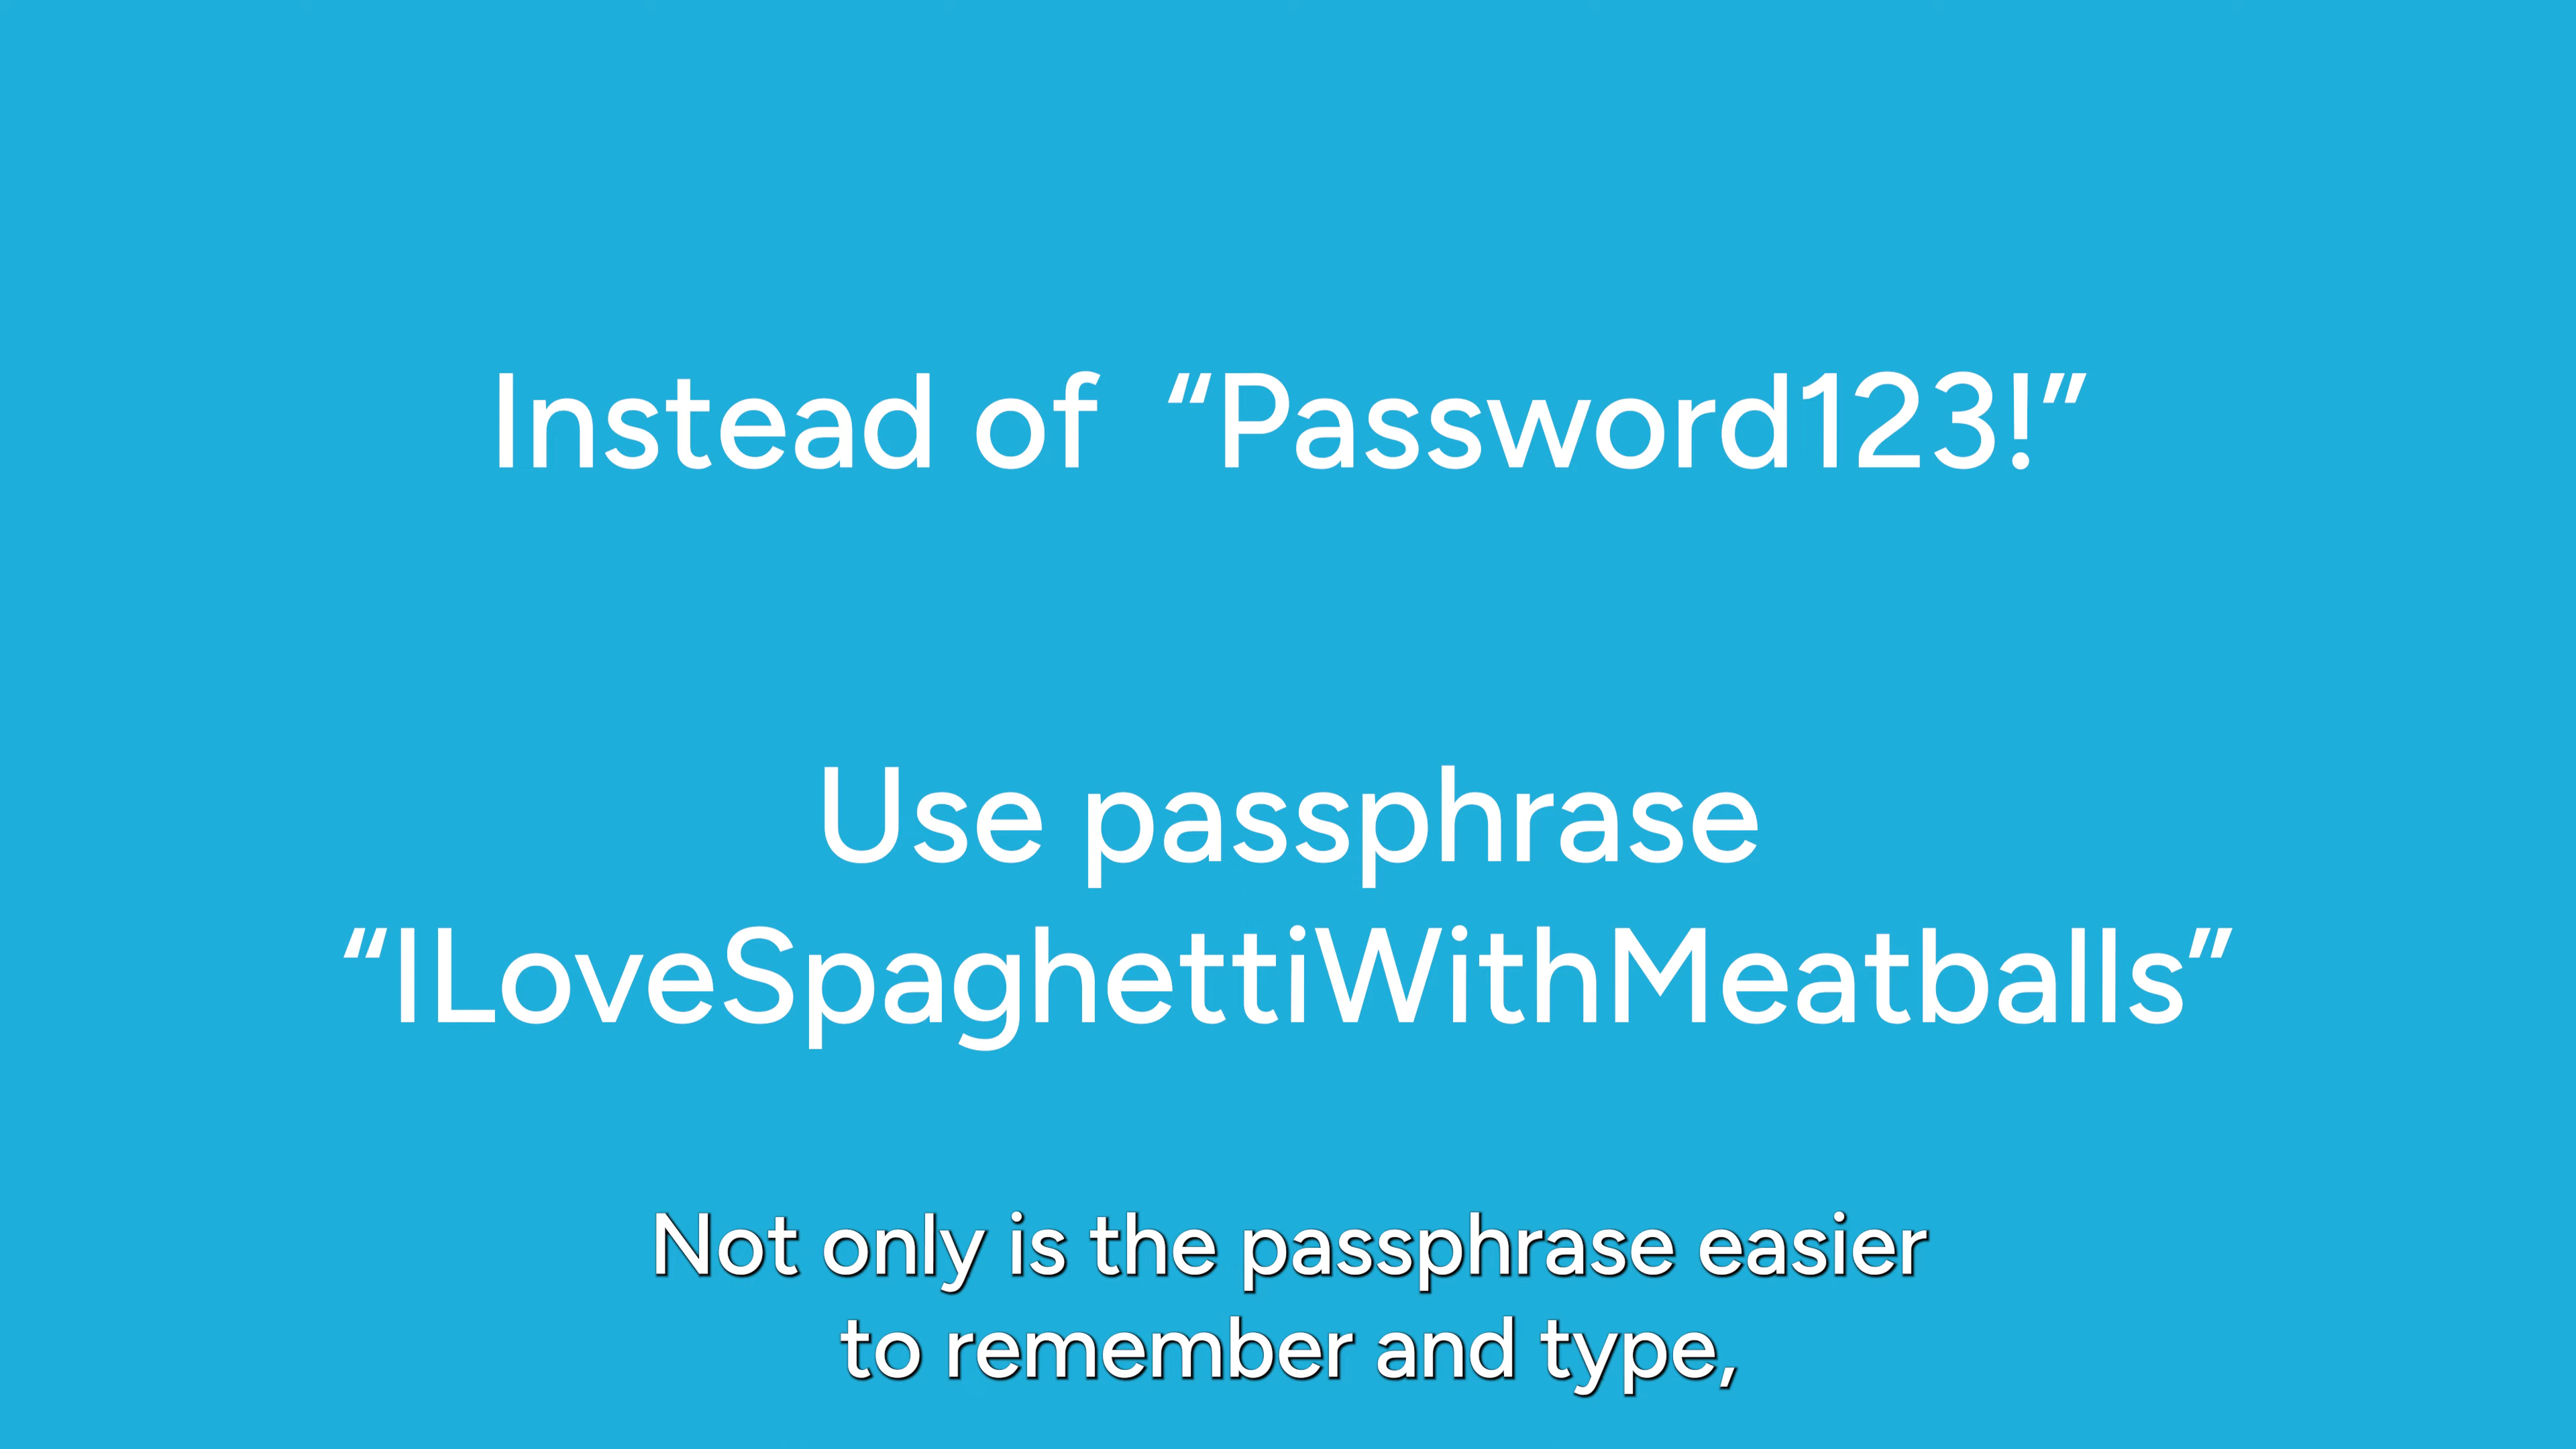 Instead of “Password123!”
Use passphrase
“ILoveSpaghettiWithMeatballs”
Not only is the passphrase easier
to remember and type,